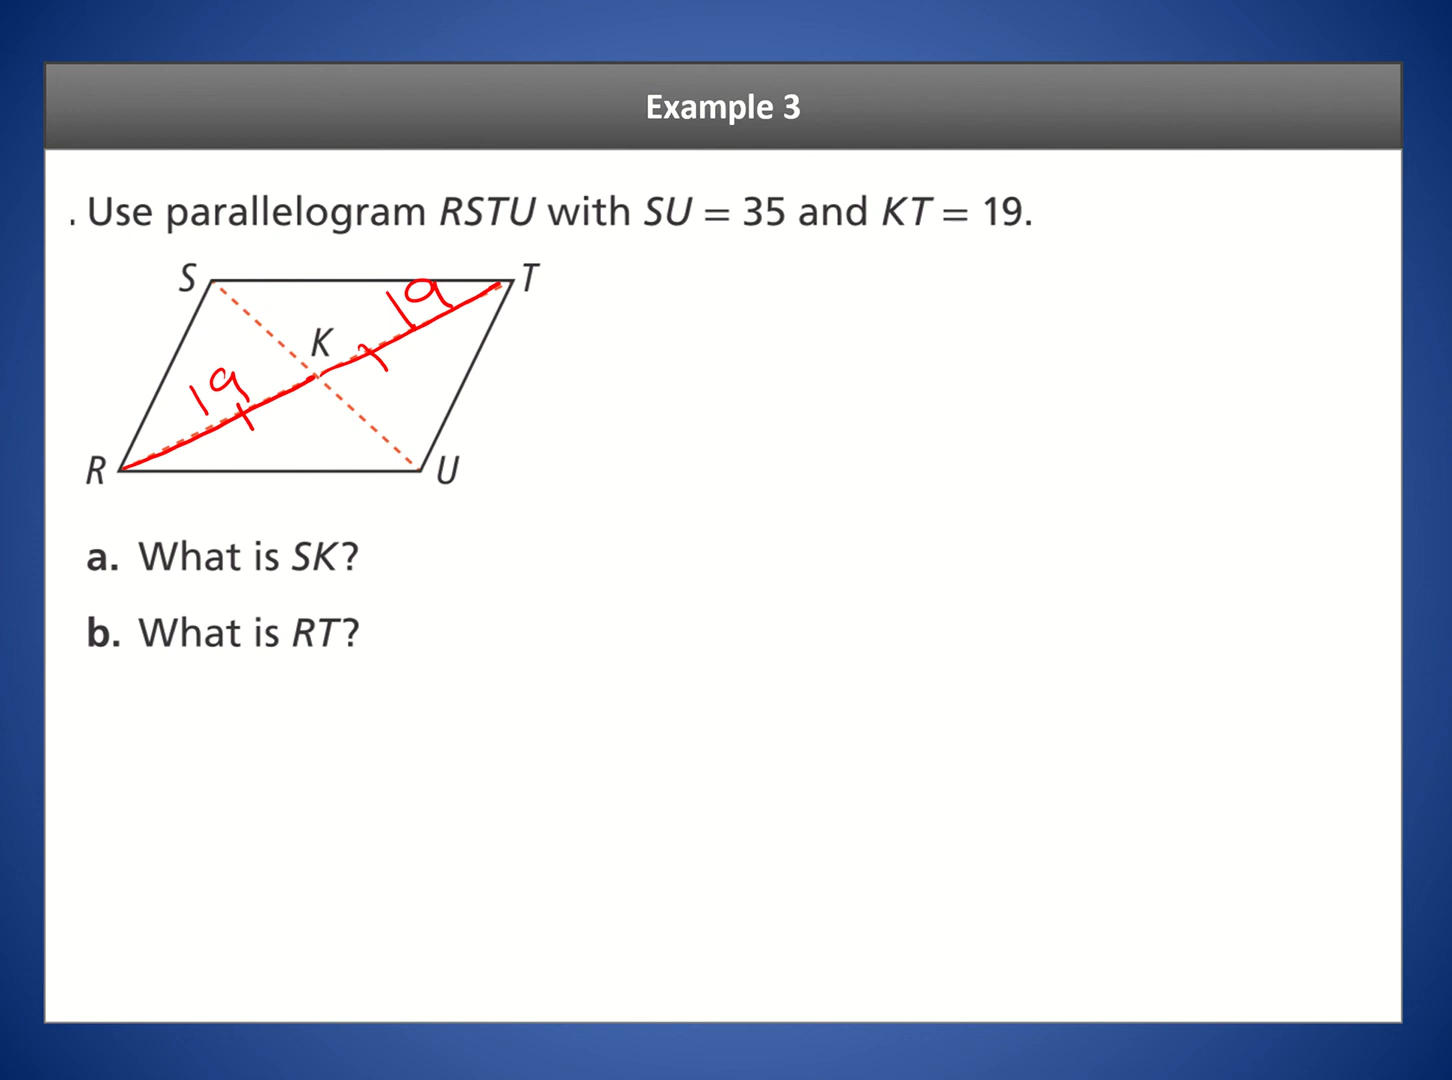 Example 3
. Use parallelogram RSTU with SU = 35 and KT = 19.
S
T
19
K
19
R
U
a. What is SK?
b. What is RT?